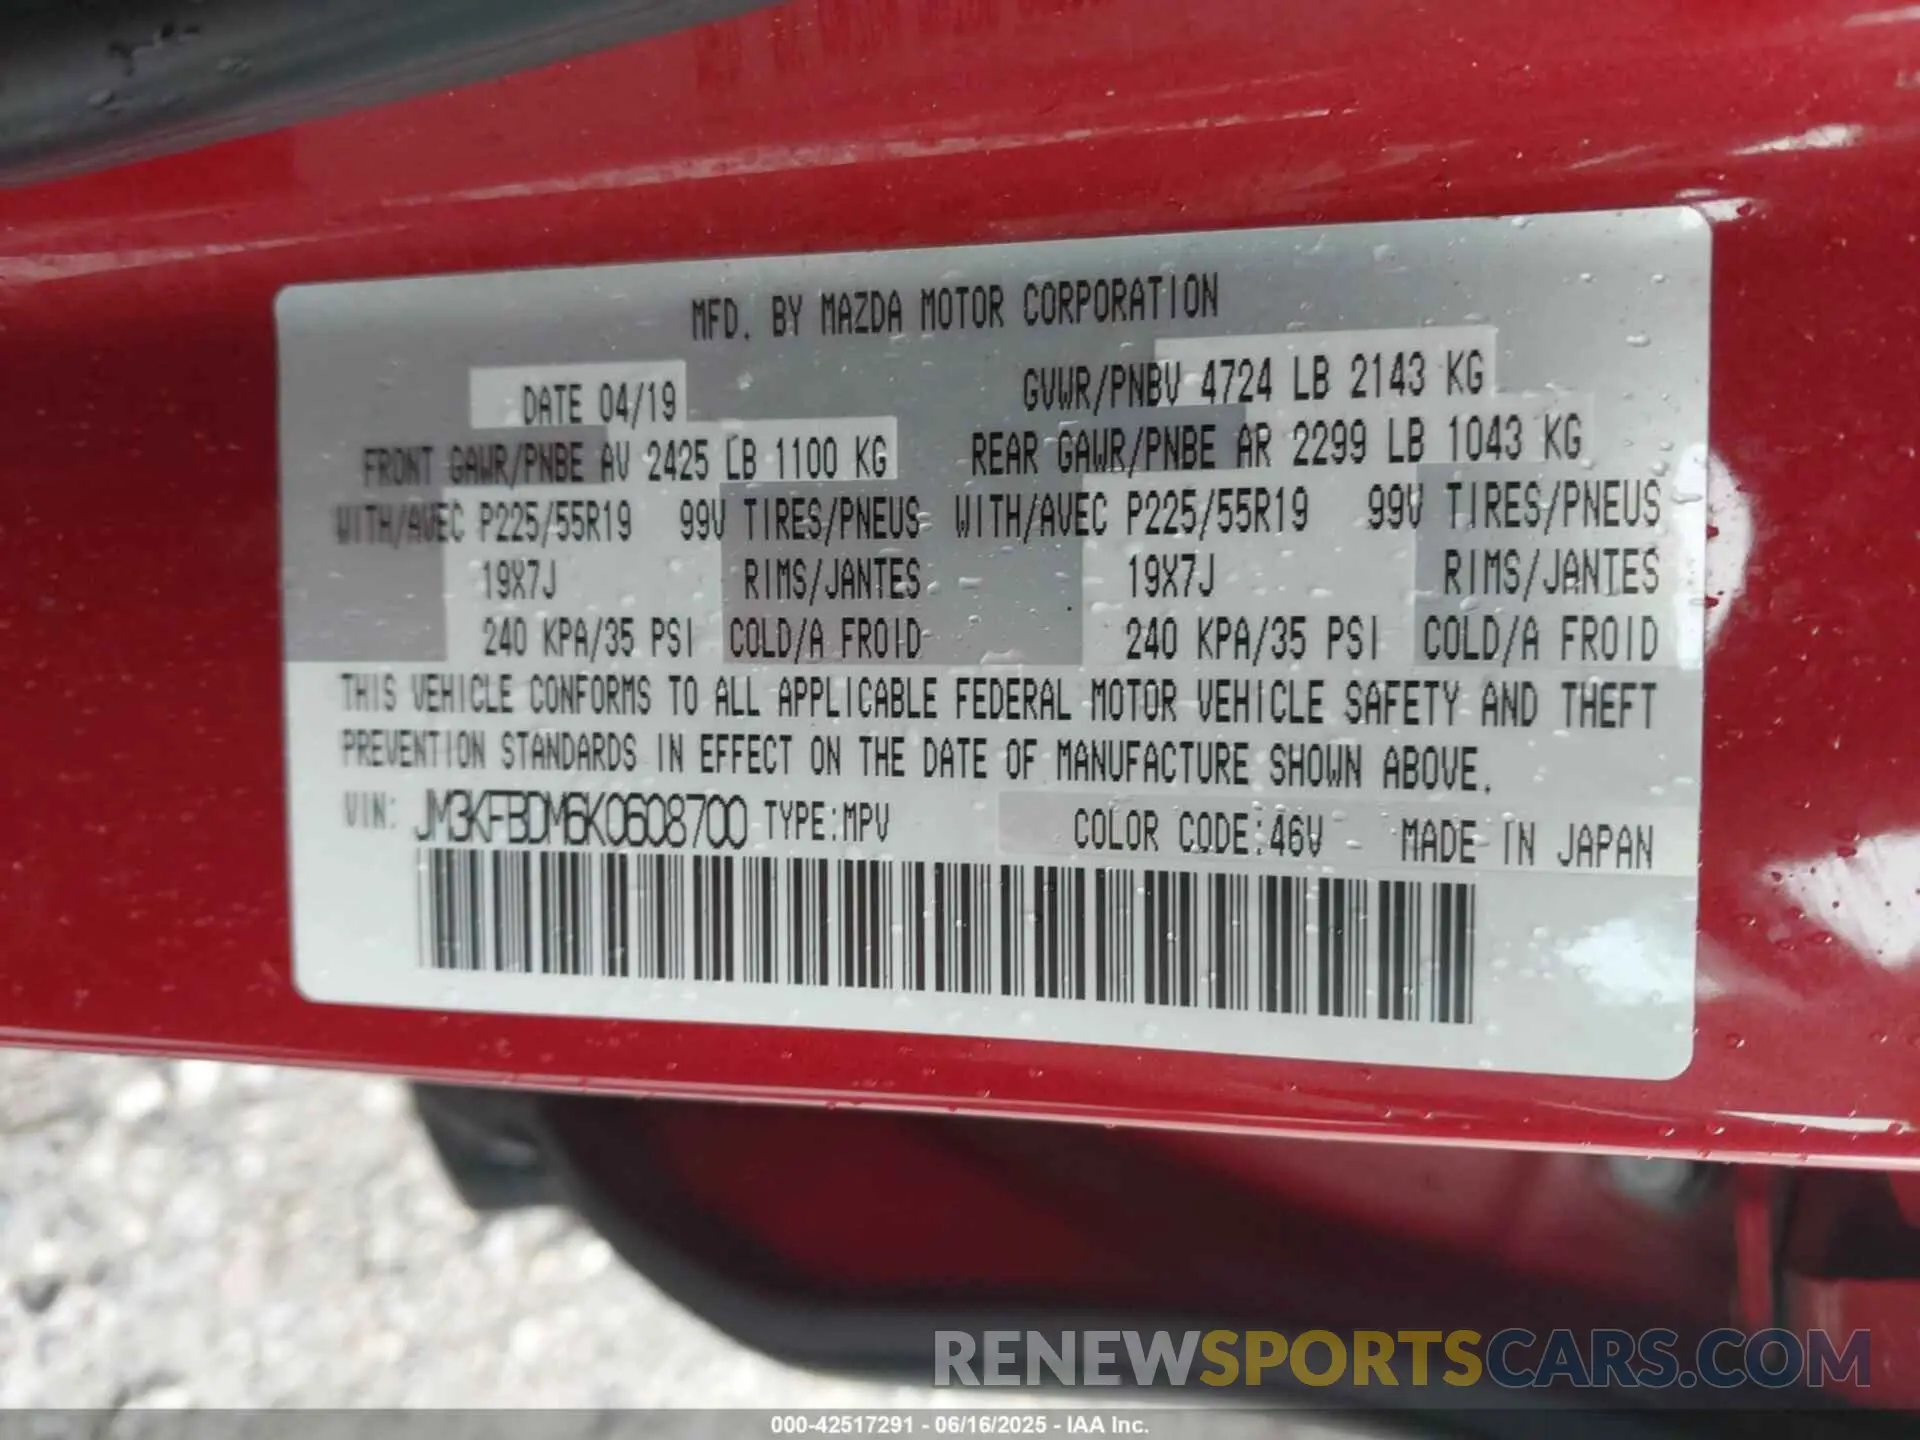 MFD. BY MAZDA MOTOR CORPORATION
DATE 04/19 GVWR/PNBV 4724 LB 2143 KG
FRONT GAWR/PNBE AV 2425 LB 1100 KG REAR GAWR/PNBE AR 2299 LB 1043 KG
WITH/AVEC P225/55R19 99V TIRES/PNEUS WITH/AVEC P225/55R19 99V TIRES/PNEUS
19X7J RIMS/JANTES 19X7J RIMS/JANTES
240 KPA/35 PSI COLD/A FROID 240 KPA/35 PSI COLD/A FROID
THIS VEHICLE CONFORMS TO ALL APPLICABLE FEDERAL MOTOR VEHICLE SAFETY AND THEFT
PREVENTION STANDARDS IN EFFECT ON THE DATE OF MANUFACTURE SHOWN ABOVE.
VIN: JM3KFBDM6K0608700 TYPE:MPV COLOR CODE:46V MADE IN JAPAN
RENEWSPORTSCARS.COM
000-42517291 - 06/16/2025 - IAA Inc.